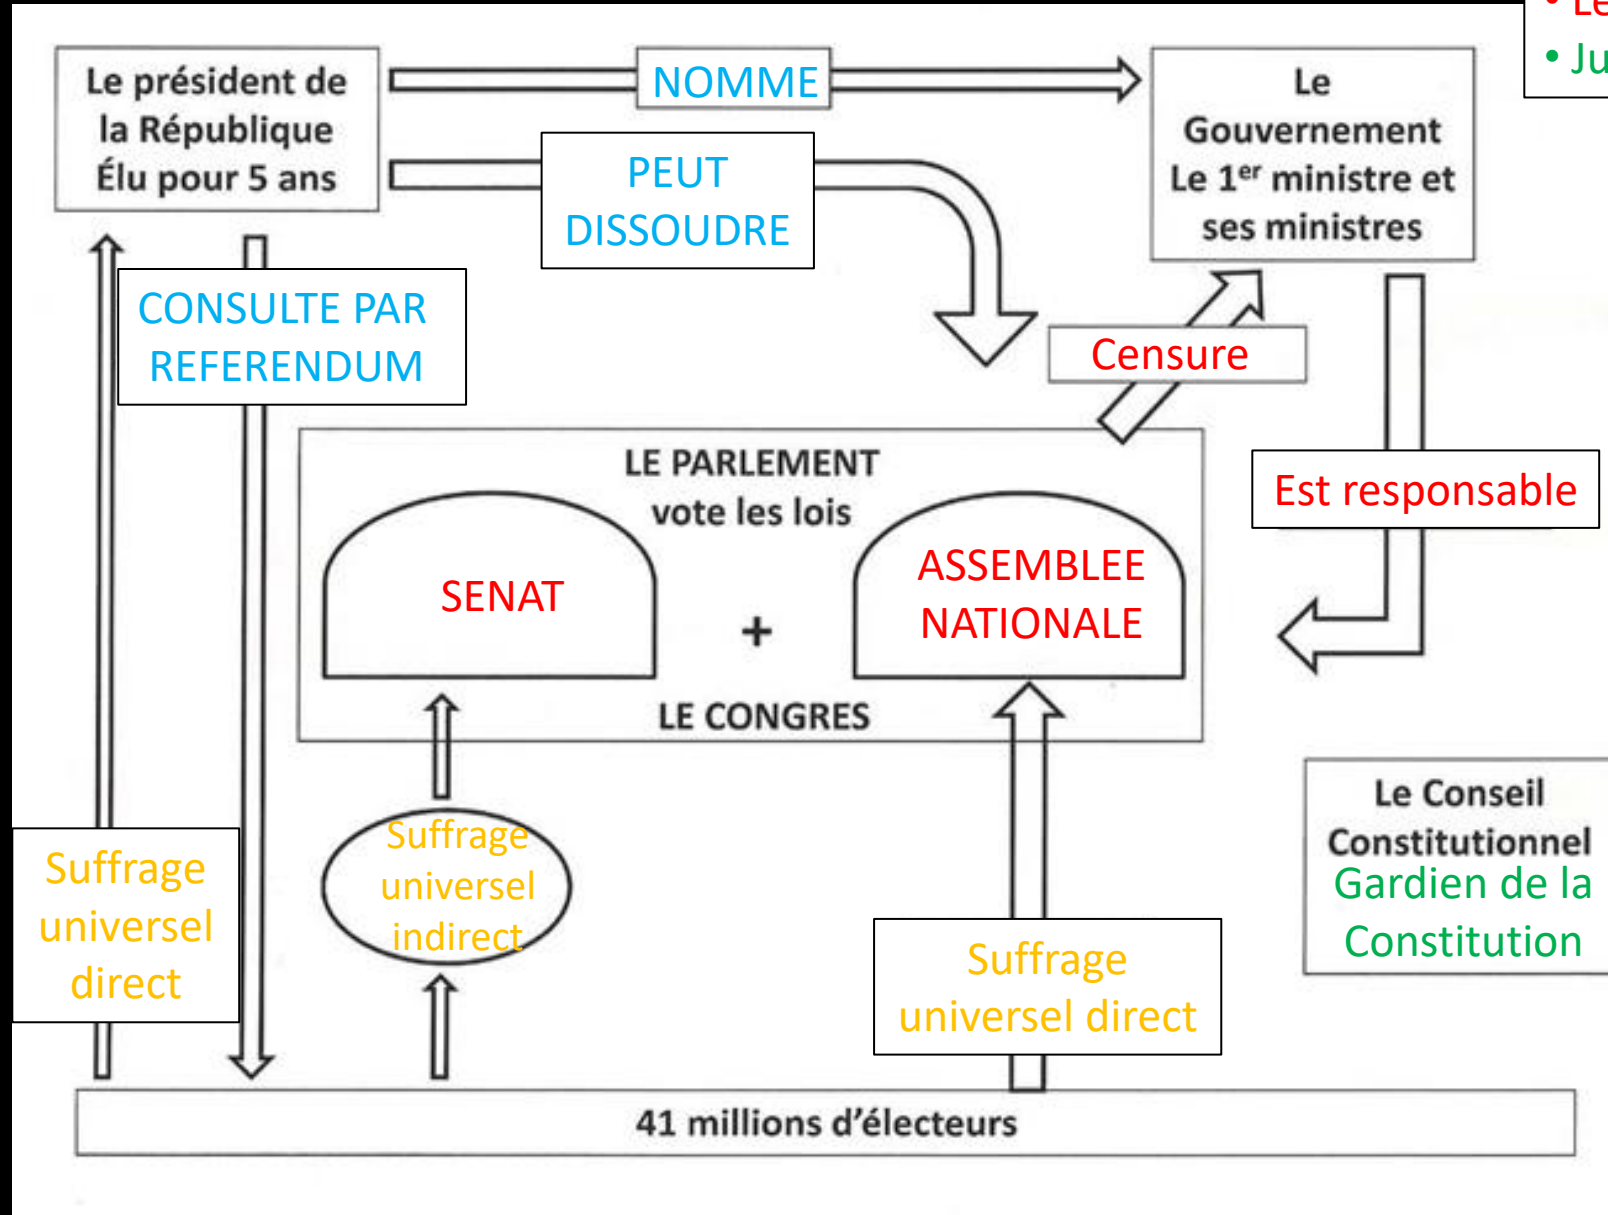 • Le
• Ju
Le président de
la République
Élu pour 5 ans
NOMME
Le
Gouvernement
Le 1er ministre et
ses ministres
PEUT
DISSOUDRE
CONSULTE PAR
REFERENDUM
Censure
Est responsable
LE PARLEMENT
vote les lois
SENAT
+
ASSEMBLEE
NATIONALE
LE CONGRES
Le Conseil
Constitutionnel
Gardien de la
Constitution
Suffrage
universel
direct
Suffrage
universel
indirect
Suffrage
universel direct
41 millions d'électeurs